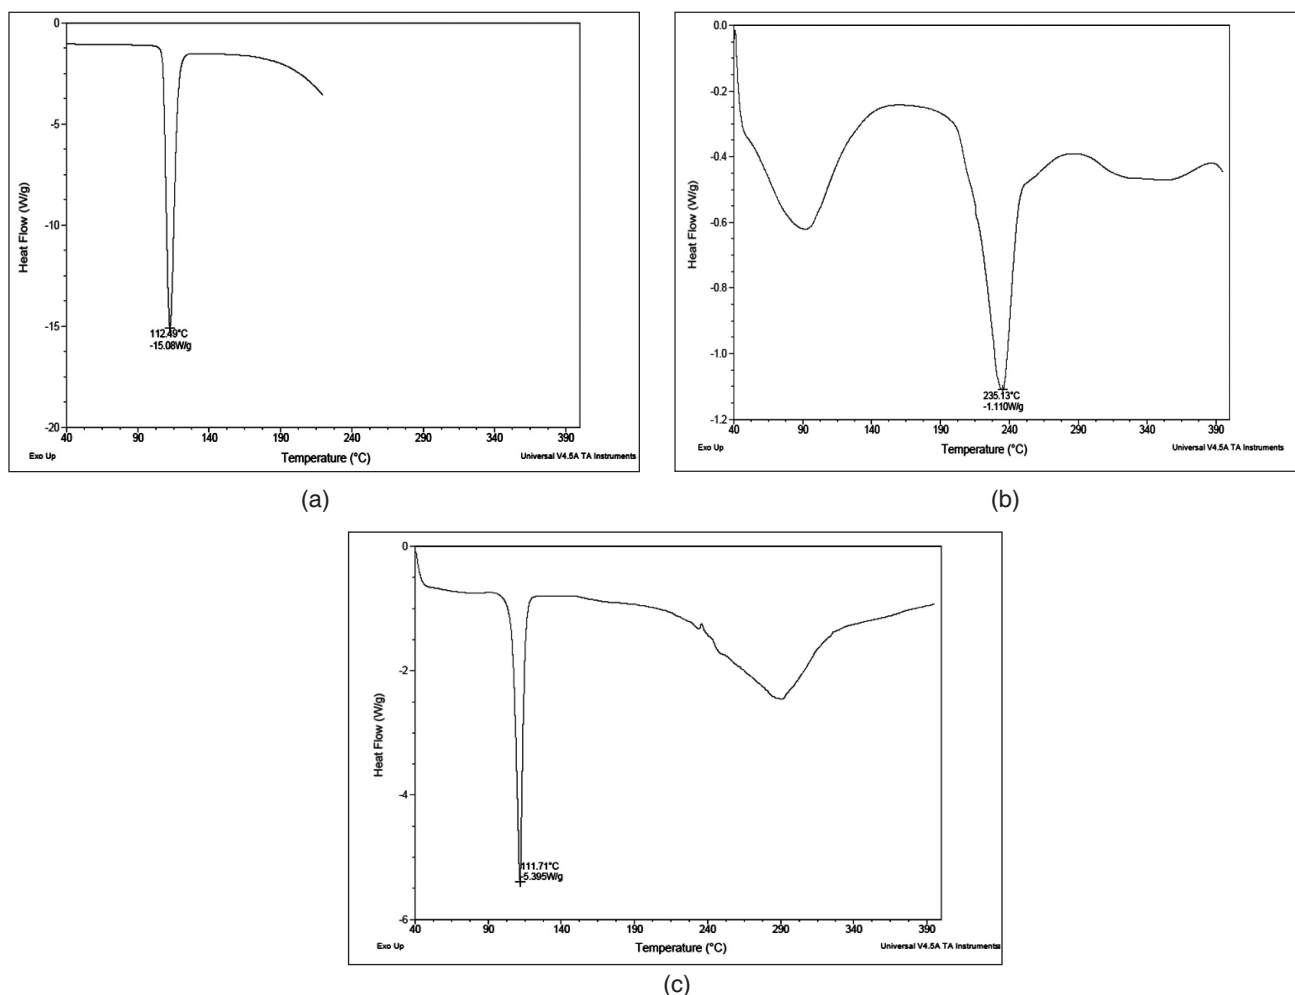 0
-5
-10
-15
-20
Heat Flow (W/g)
112.49°C
-15.08W/g
40 90 140 190 240 290 340 390
Exo Up Temperature (°C) Universal V4.5A TA Instruments
(a)
0.0
-0.2
-0.4
-0.6
-0.8
-1.0
-1.2
Heat Flow (W/g)
235.13°C
-1.110W/g
40 90 140 190 240 290 340 390
Exo Up Temperature (°C) Universal V4.5A TA Instruments
(b)
0
-2
-4
-6
Heat Flow (W/g)
111.71°C
-5.395W/g
40 90 140 190 240 290 340 390
Exo Up Temperature (°C) Universal V4.5A TA Instruments
(c)